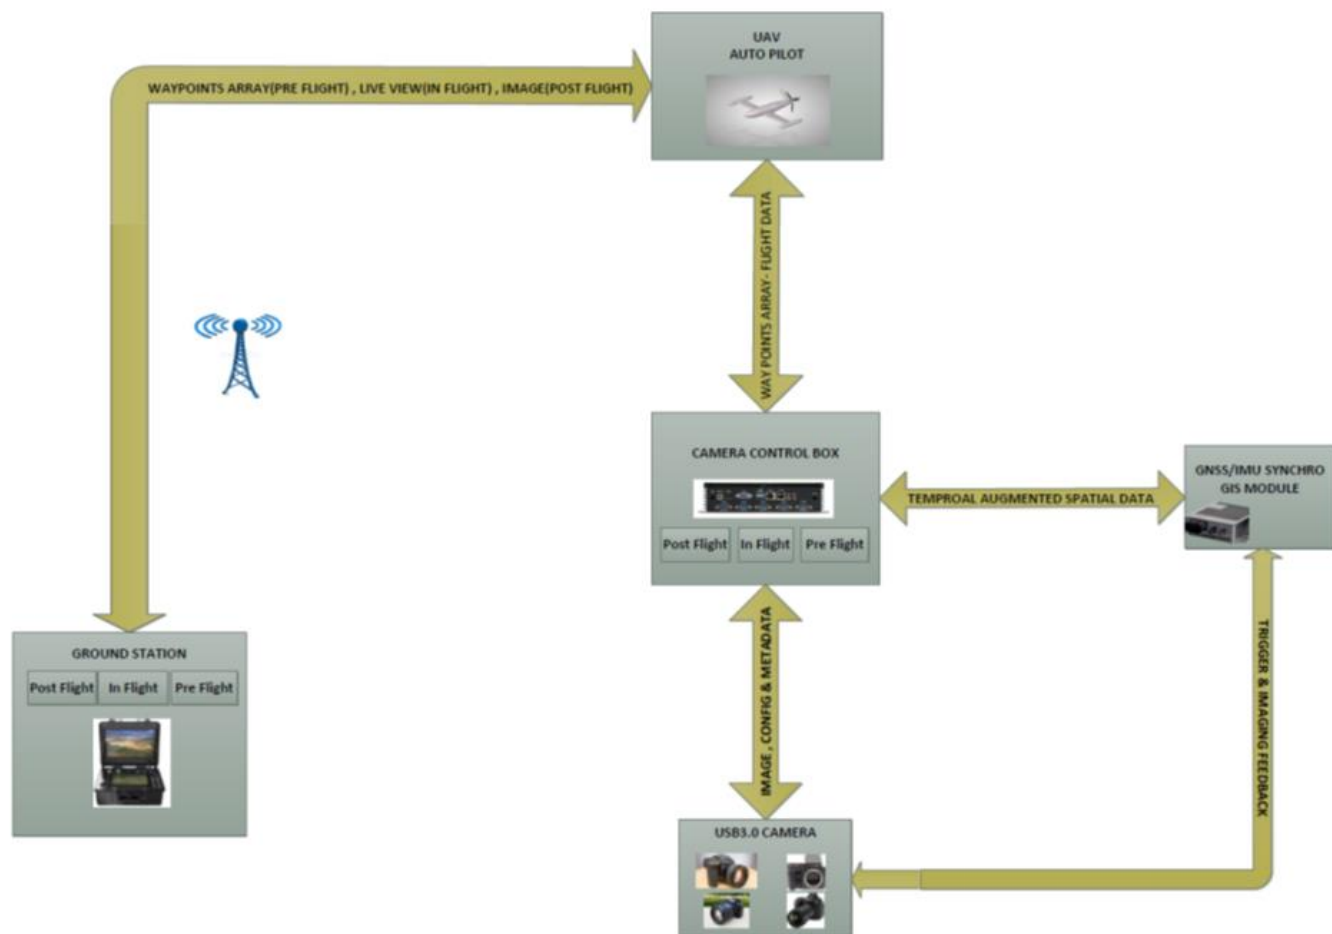 UAV
AUTO PILOT
WAYPOINTS ARRAY(PRE FLIGHT) , LIVE VIEW(IN FLIGHT) , IMAGE(POST FLIGHT)
WAY POINTS ARRAY- FLIGHT DATA
CAMERA CONTROL BOX
Post Flight
In Flight
Pre Flight
TEMPROAL AUGMENTED SPATIAL DATA
GNSS/IMU SYNCHRO
GIS MODULE
GROUND STATION
Post Flight
In Flight
Pre Flight
IMAGE , CONFIG & METADATA
TRIGGER & IMAGING FEEDBACK
USB3.0 CAMERA